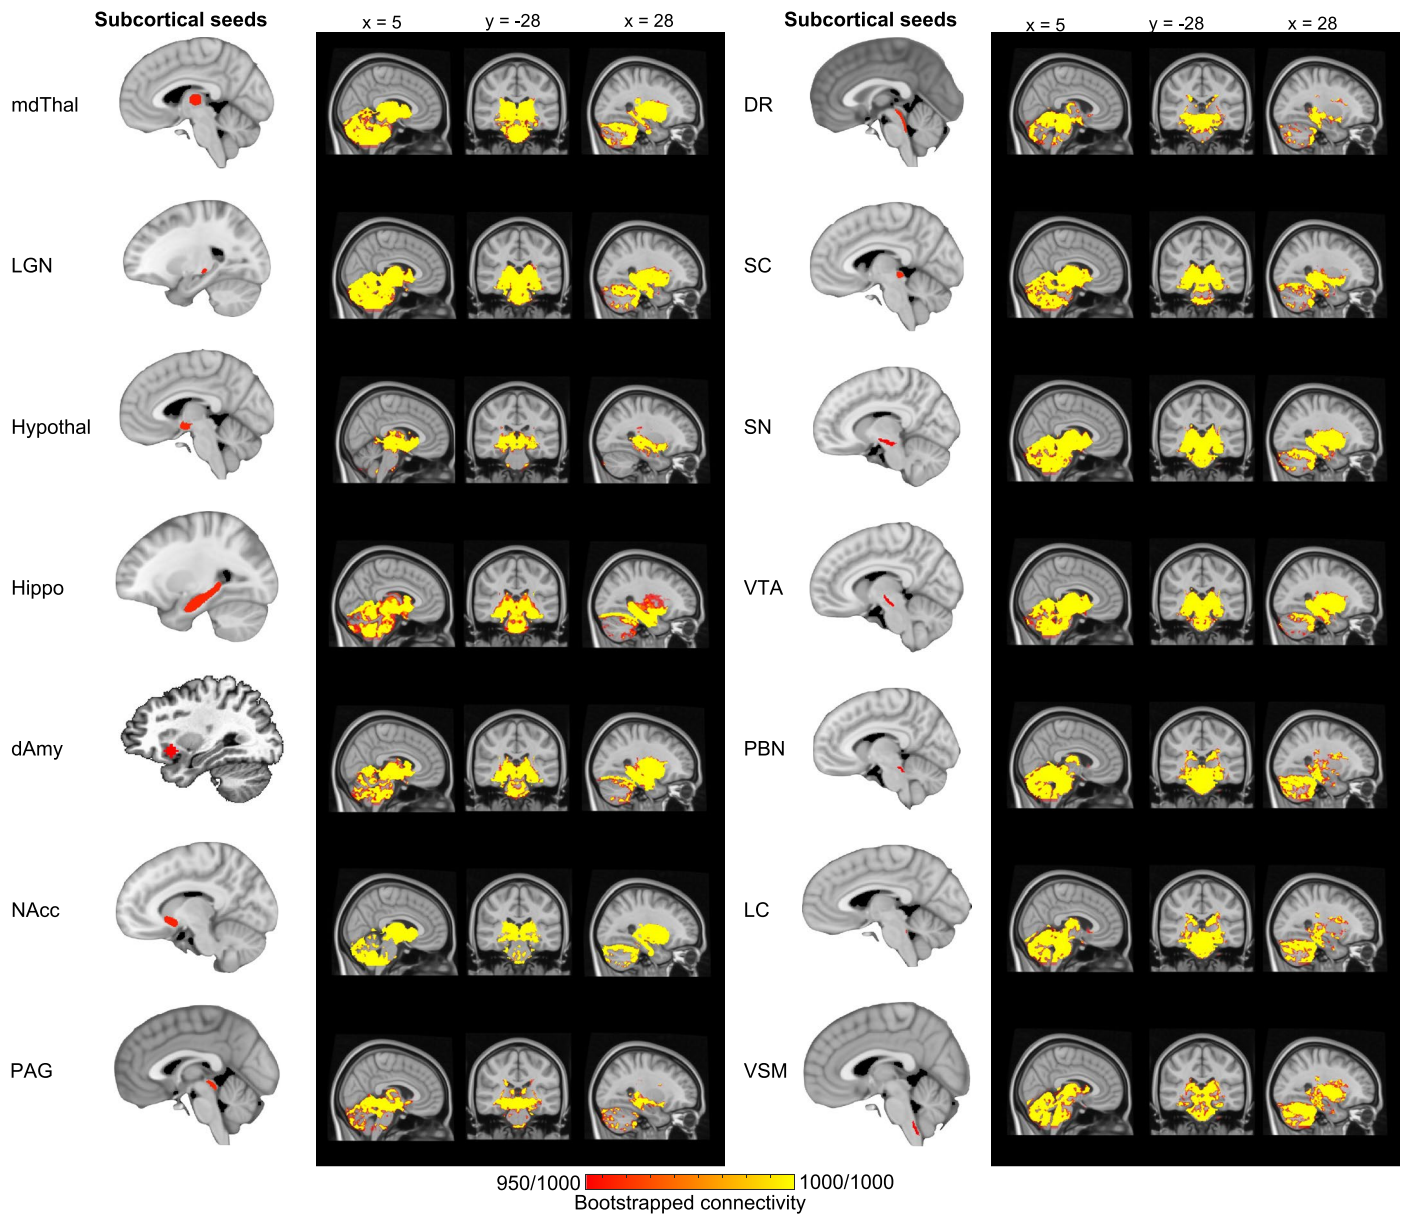 Subcortical seeds x = 5 y = -28 x = 28 Subcortical seeds x = 5 y = -28 x = 28
mdThal DR
LGN SC
Hypothal SN
Hippo VTA
dAmy PBN
NAcc LC
PAG VSM
950/1000 1000/1000
Bootstrapped connectivity